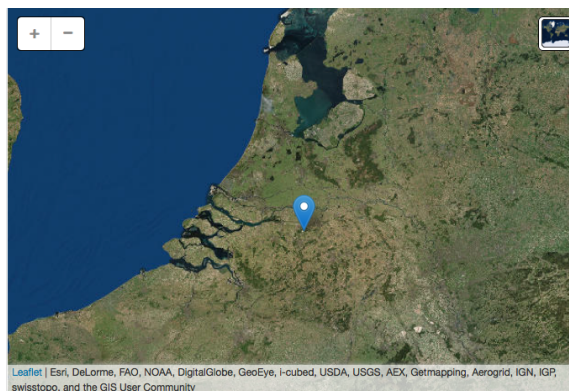 + −
Leaflet | Esri, DeLorme, FAO, NOAA, DigitalGlobe, GeoEye, i-cubed, USDA, USGS, AEX, Getmapping, Aerogrid, IGN, IGP,
swisstopo, and the GIS User Community